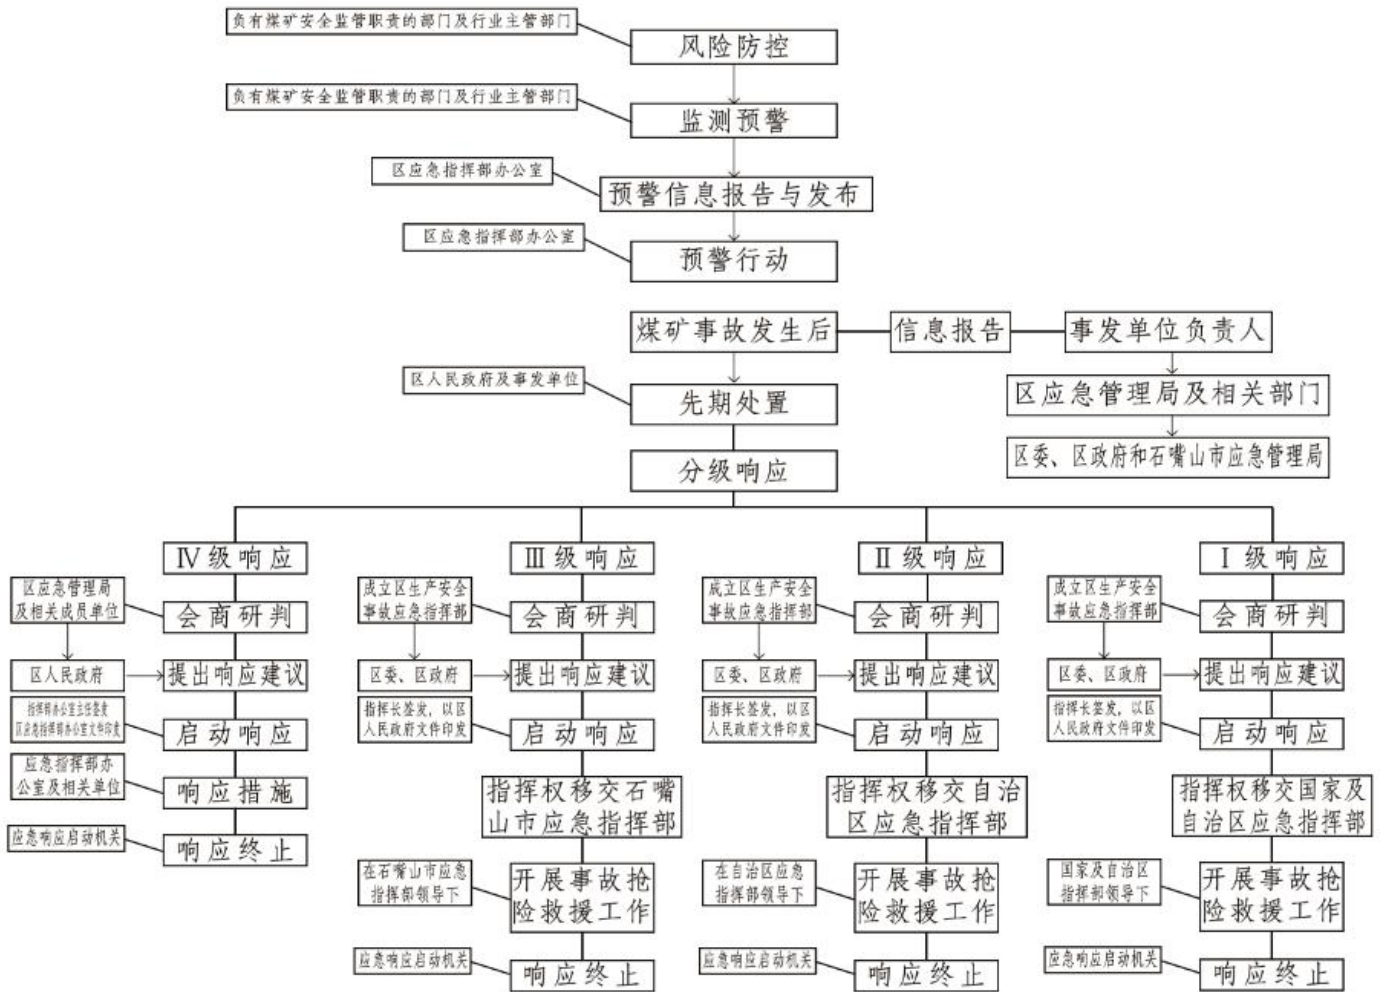 负有煤矿安全监管职责的部门及行业主管部门
风险防控
负有煤矿安全监管职责的部门及行业主管部门
监测预警
区应急指挥部办公室
预警信息报告与发布
区应急指挥部办公室
预警行动
煤矿事故发生后
信息报告
事发单位负责人
区人民政府及事发单位
先期处置
区应急管理局及相关部门
分级响应
区委、区政府和石嘴山市应急管理局
Ⅳ级响应
区应急管理局
及相关成员单位
会商研判
区人民政府
提出响应建议
指挥部办公室主任签发
区应急指挥部办公室文件印发
启动响应
应急指挥部办
公室及相关单位
响应措施
应急响应启动机关
响应终止
Ⅲ级响应
成立区生产安全
事故应急指挥部
会商研判
区委、区政府
提出响应建议
指挥长签发，以区
人民政府文件印发
启动响应
指挥权移交石嘴
山市应急指挥部
在石嘴山市应急
指挥部领导下
开展事故抢
险救援工作
应急响应启动机关
响应终止
Ⅱ级响应
成立区生产安全
事故应急指挥部
会商研判
区委、区政府
提出响应建议
指挥长签发，以区
人民政府文件印发
启动响应
指挥权移交自治
区应急指挥部
在自治区应急
指挥部领导下
开展事故抢
险救援工作
应急响应启动机关
响应终止
Ⅰ级响应
成立区生产安全
事故应急指挥部
会商研判
区委、区政府
提出响应建议
指挥长签发，以区
人民政府文件印发
启动响应
指挥权移交国家及
自治区应急指挥部
国家及自治区
指挥部领导下
开展事故抢
险救援工作
应急响应启动机关
响应终止